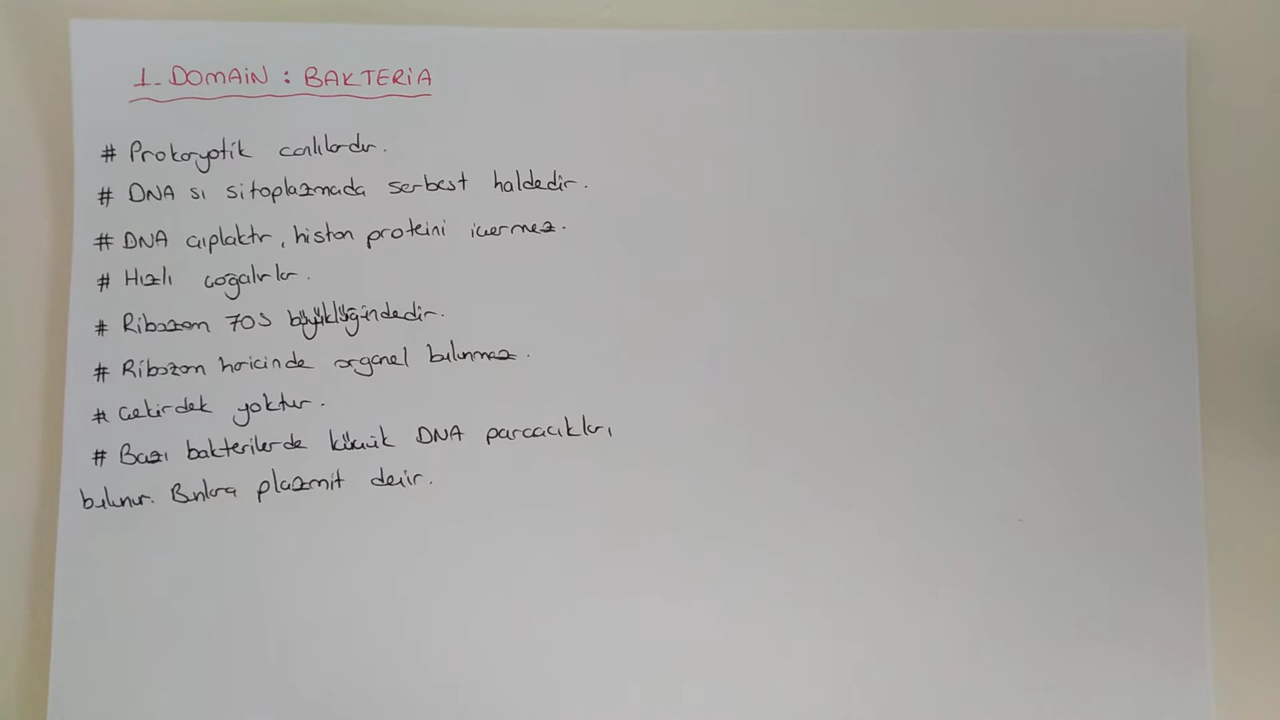 1. DOMAİN : BAKTERİA
# Prokaryotik canlılardır.
# DNA sı sitoplazmada serbest haldedir.
# DNA çıplaktır, histon proteini içermez.
# Hızlı çoğalırlar.
# Ribozom 70S büyüklüğündedir.
# Ribozom haricinde organel bulunmaz.
# Çekirdek yoktur.
# Bazı bakterilerde küçük DNA parçacıkları
bulunur. Bunlara plazmit denir.